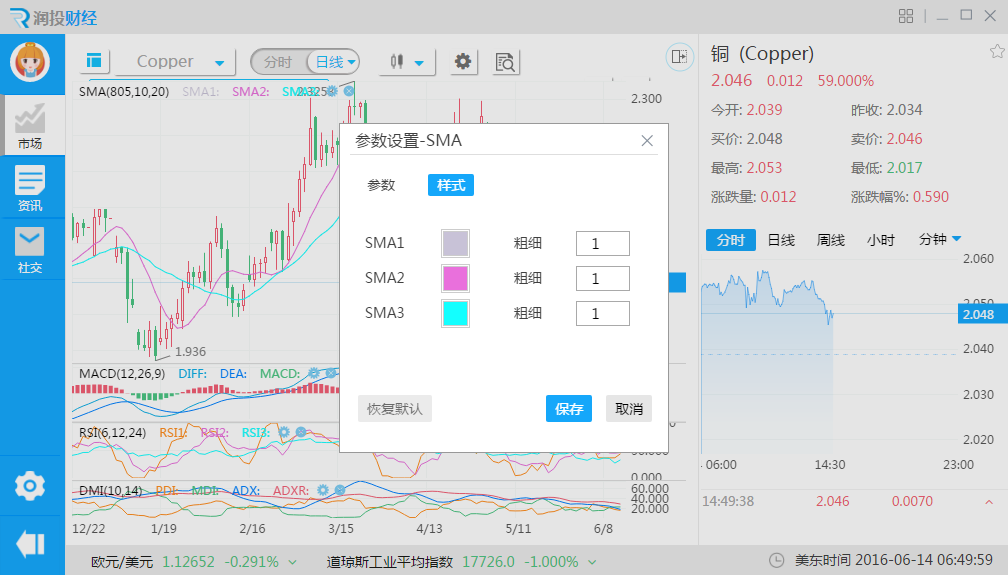 润投财经
市场
资讯
社交
Copper
分时
日线
SMA(805,10,20) SMA1: SMA2: SMA3:
2.325
2.300
1.936
参数设置-SMA
参数
样式
SMA1 粗细 1
SMA2 粗细 1
SMA3 粗细 1
恢复默认
保存
取消
MACD(12,26,9) DIFF: DEA: MACD:
RSI(6,12,24) RSI1: RSI2: RSI3:
0.000
DMI(10,14) PDI: MDI: ADX: ADXR:
60.000
40.000
20.000
12/22 1/19 2/16 3/15 4/13 5/11 6/8
铜 (Copper)
2.046 0.012 59.000%
今开: 2.039 昨收: 2.034
买价: 2.048 卖价: 2.046
最高: 2.053 最低: 2.017
涨跌量: 0.012 涨跌幅%: 0.590
分时 日线 周线 小时 分钟
2.060
2.050
2.048
2.040
2.030
2.020
06:00 14:30 23:00
14:49:38 2.046 0.0070
欧元/美元 1.12652 -0.291% 道琼斯工业平均指数 17726.0 -1.000% 美东时间 2016-06-14 06:49:59